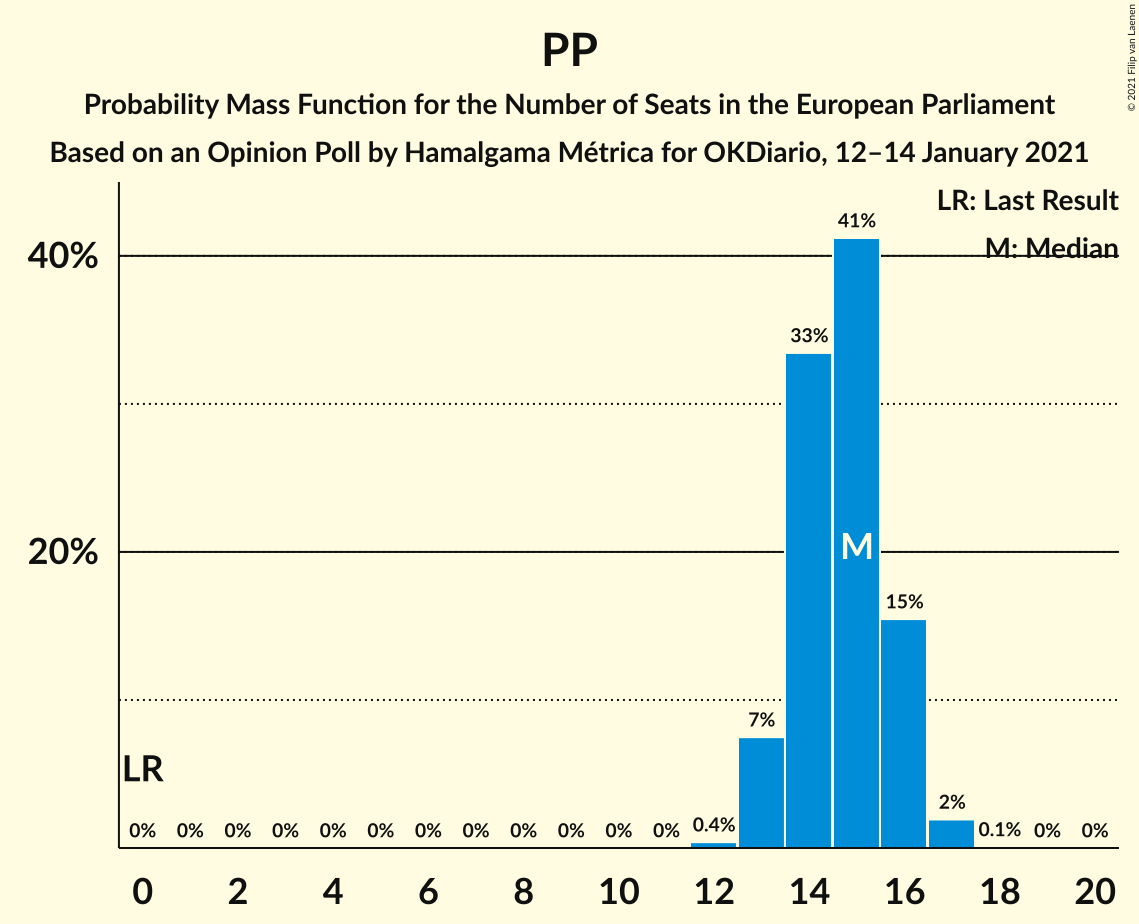 PP
Probability Mass Function for the Number of Seats in the European Parliament
Based on an Opinion Poll by Hamalgama Métrica for OKDiario, 12–14 January 2021
© 2021 Filip van Laenen
LR: Last Result
M: Median
40%
20%
41%
33%
M
15%
7%
LR
2%
0% 0% 0% 0% 0% 0% 0% 0% 0% 0% 0% 0% 0.4% 0.1% 0% 0%
0 2 4 6 8 10 12 14 16 18 20